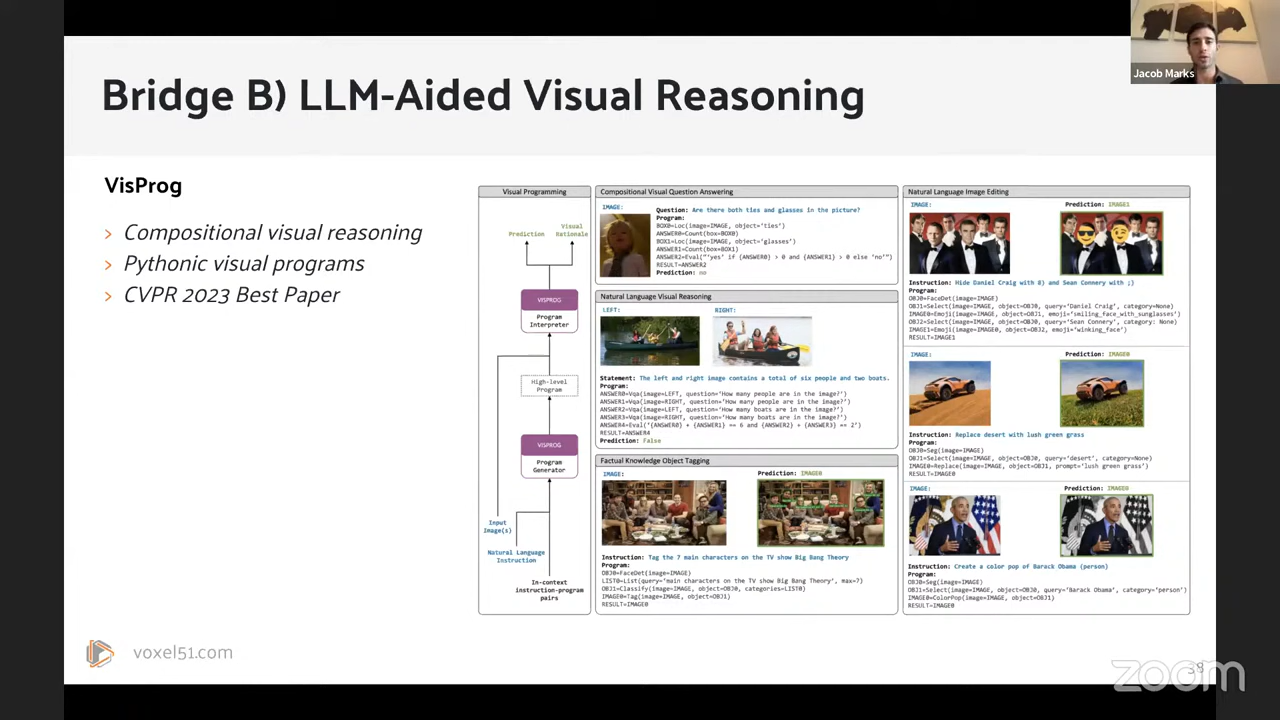 Bridge B) LLM-Aided Visual Reasoning
Jacob Marks
VisProg
› Compositional visual reasoning
› Pythonic visual programs
› CVPR 2023 Best Paper
Visual Programming
Prediction
Visual
Rationale
VISPROG
Program
Interpreter
High-level
Program
VISPROG
Program
Generator
Input
Image(s)
Natural Language
Instruction
In-context
instruction-program
pairs
Compositional Visual Question Answering
IMAGE:
Question: Are there both ties and glasses in the picture?
Program:
BOX0=Loc(image=IMAGE, object='ties')
ANSWER0=Count(box=BOX0)
BOX1=Loc(image=IMAGE, object='glasses')
ANSWER1=Count(box=BOX1)
ANSWER2=Eval("'yes' if {ANSWER0} > 0 and {ANSWER1} > 0 else 'no'")
RESULT=ANSWER2
Prediction: no
Natural Language Visual Reasoning
LEFT: RIGHT:
Statement: The left and right image contains a total of six people and two boats.
Program:
ANSWER0=Vqa(image=LEFT, question='How many people are in the image?')
ANSWER1=Vqa(image=RIGHT, question='How many people are in the image?')
ANSWER2=Vqa(image=LEFT, question='How many boats are in the image?')
ANSWER3=Vqa(image=RIGHT, question='How many boats are in the image?')
ANSWER4=Eval('{ANSWER0} + {ANSWER1} == 6 and {ANSWER2} + {ANSWER3} == 2')
RESULT=ANSWER4
Prediction: False
Factual Knowledge Object Tagging
IMAGE: Prediction: IMAGE0
Instruction: Tag the 7 main characters on the TV show Big Bang Theory
Program:
OBJ0=FaceDet(image=IMAGE)
LIST0=List(query='main characters on the TV show Big Bang Theory', max=7)
OBJ1=Classify(image=IMAGE, object=OBJ0, categories=LIST0)
IMAGE0=Tag(image=IMAGE, object=OBJ1)
RESULT=IMAGE0
Natural Language Image Editing
IMAGE: Prediction: IMAGE1
Instruction: Hide Daniel Craig with 8) and Sean Connery with ;)
Program:
OBJ0=FaceDet(image=IMAGE)
OBJ1=Select(image=IMAGE, object=OBJ0, query='Daniel Craig', category=None)
IMAGE0=Emoji(image=IMAGE, object=OBJ1, emoji='smiling_face_with_sunglasses')
OBJ2=Select(image=IMAGE, object=OBJ0, query='Sean Connery', category: None)
IMAGE1=Emoji(image=IMAGE0, object=OBJ2, emoji='winking_face')
RESULT=IMAGE1
IMAGE: Prediction: IMAGE0
Instruction: Replace desert with lush green grass
Program:
OBJ0=Seg(image=IMAGE)
OBJ1=Select(image=IMAGE, object=OBJ0, query='desert', category=None)
IMAGE0=Replace(image=IMAGE, object=OBJ1, prompt='lush green grass')
RESULT=IMAGE0
IMAGE: Prediction: IMAGE0
Instruction: Create a color pop of Barack Obama (person)
Program:
OBJ0=Seg(image=IMAGE)
OBJ1=Select(image=IMAGE, object=OBJ0, query='Barack Obama', category='person')
IMAGE0=ColorPop(image=IMAGE, object=OBJ1)
RESULT=IMAGE0
voxel51.com
38
zoom